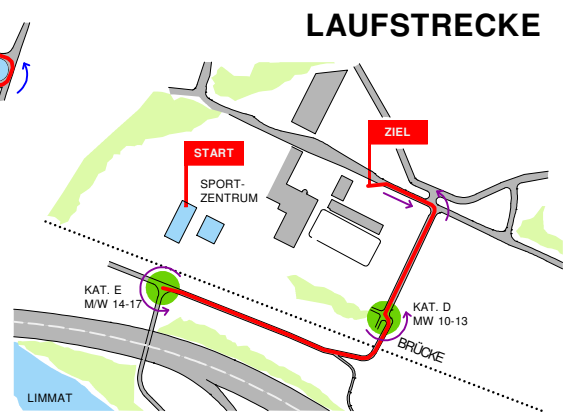 LAUFSTRECKE
ZIEL
START
SPORT-
ZENTRUM
KAT. E
M/W 14-17
KAT. D
MW 10-13
BRÜCKE
LIMMAT